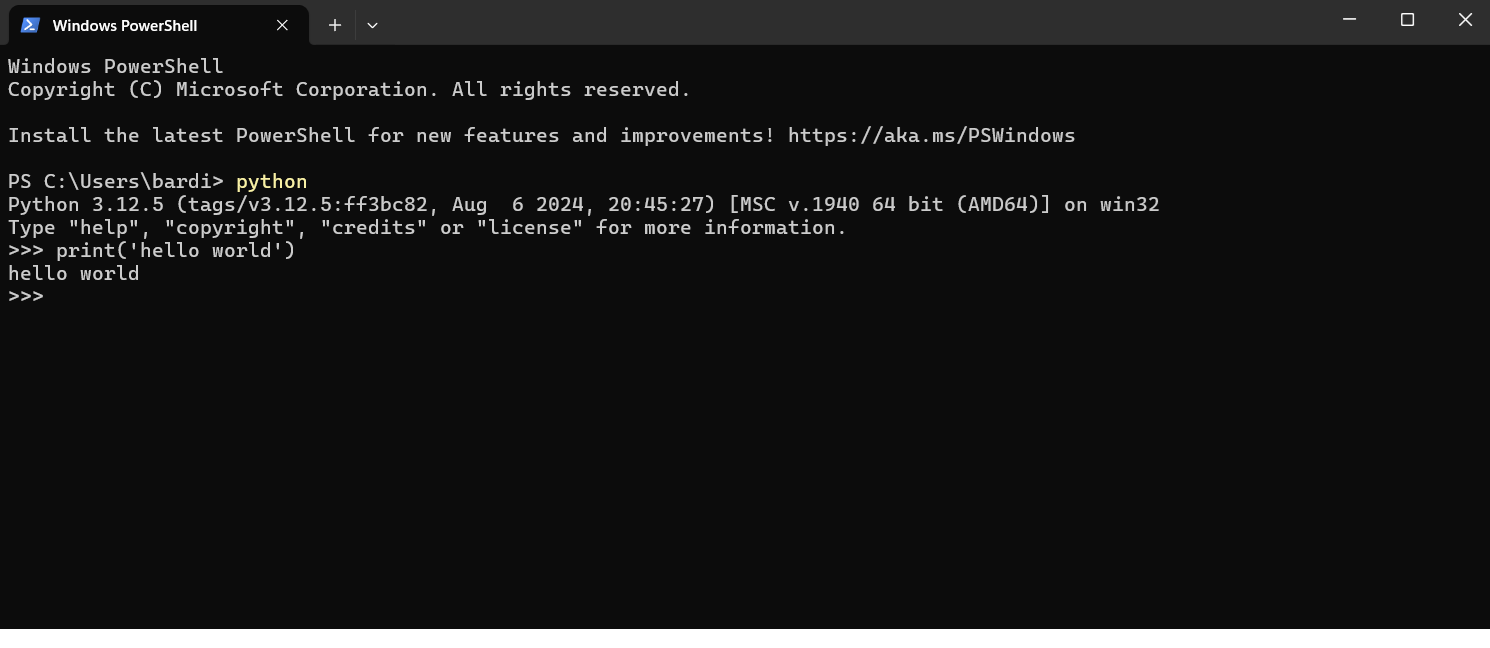 Windows PowerShell
Windows PowerShell
Copyright (C) Microsoft Corporation. All rights reserved.
Install the latest PowerShell for new features and improvements! https://aka.ms/PSWindows
PS C:\Users\bardi> python
Python 3.12.5 (tags/v3.12.5:ff3bc82, Aug  6 2024, 20:45:27) [MSC v.1940 64 bit (AMD64)] on win32
Type "help", "copyright", "credits" or "license" for more information.
>>> print('hello world')
hello world
>>>